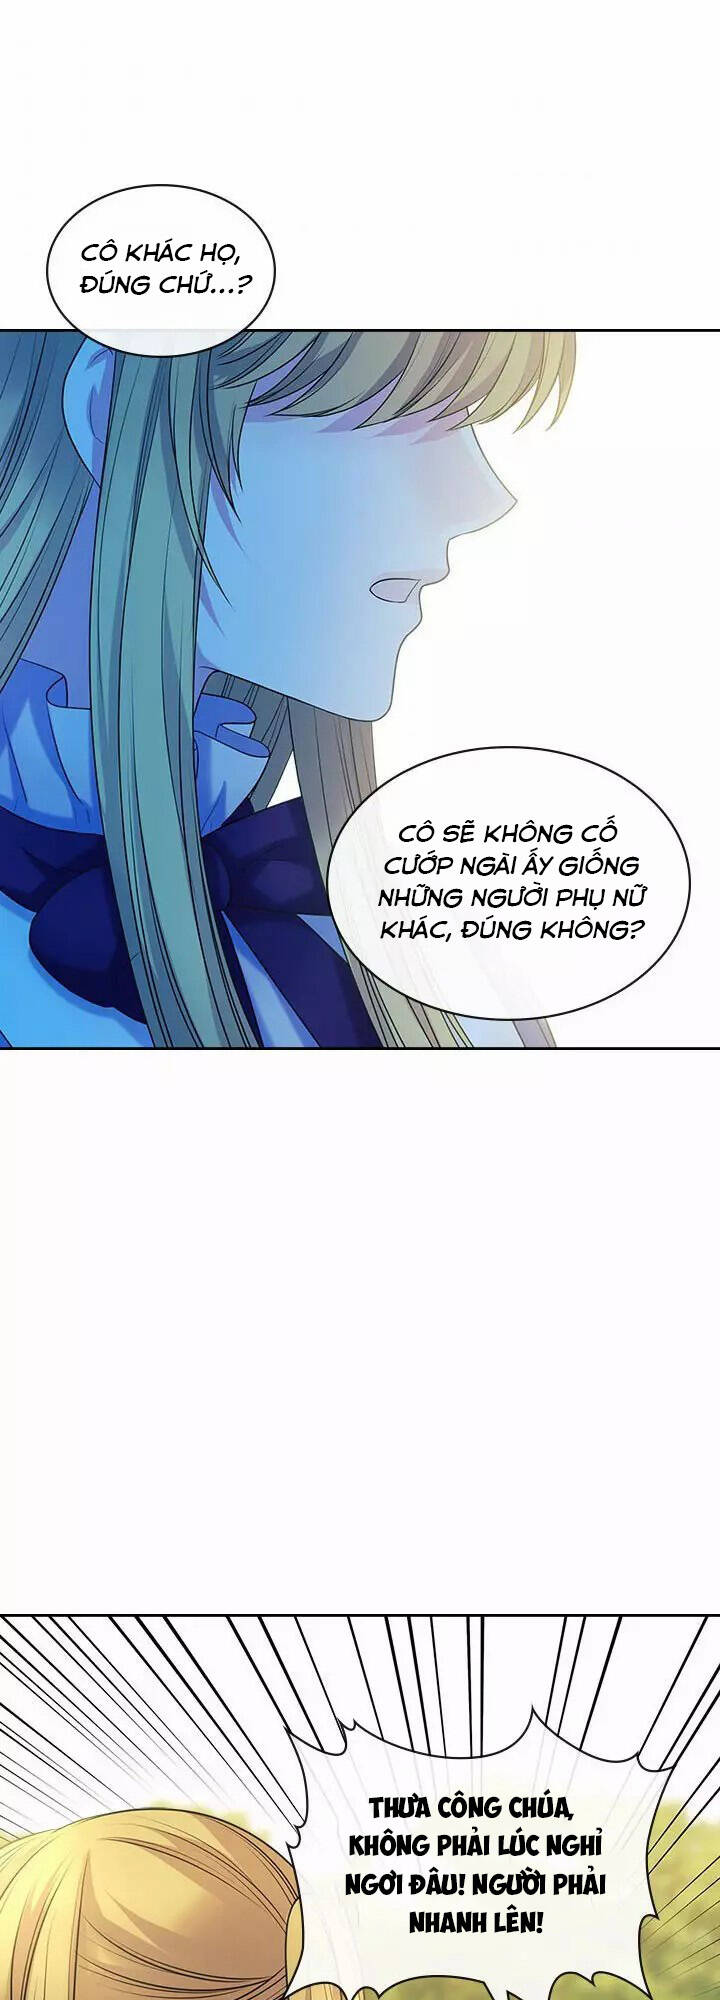 CÔ KHÁC HỌ,
ĐÚNG CHỨ...?
CÔ SẼ KHÔNG CỐ
CƯỚP NGÀI ẤY GIỐNG
NHỮNG NGƯỜI PHỤ NỮ
KHÁC, ĐÚNG KHÔNG?
THƯA CÔNG CHÚA,
KHÔNG PHẢI LÚC NGHỈ
NGƠI ĐÂU! NGƯỜI PHẢI
NHANH LÊN!